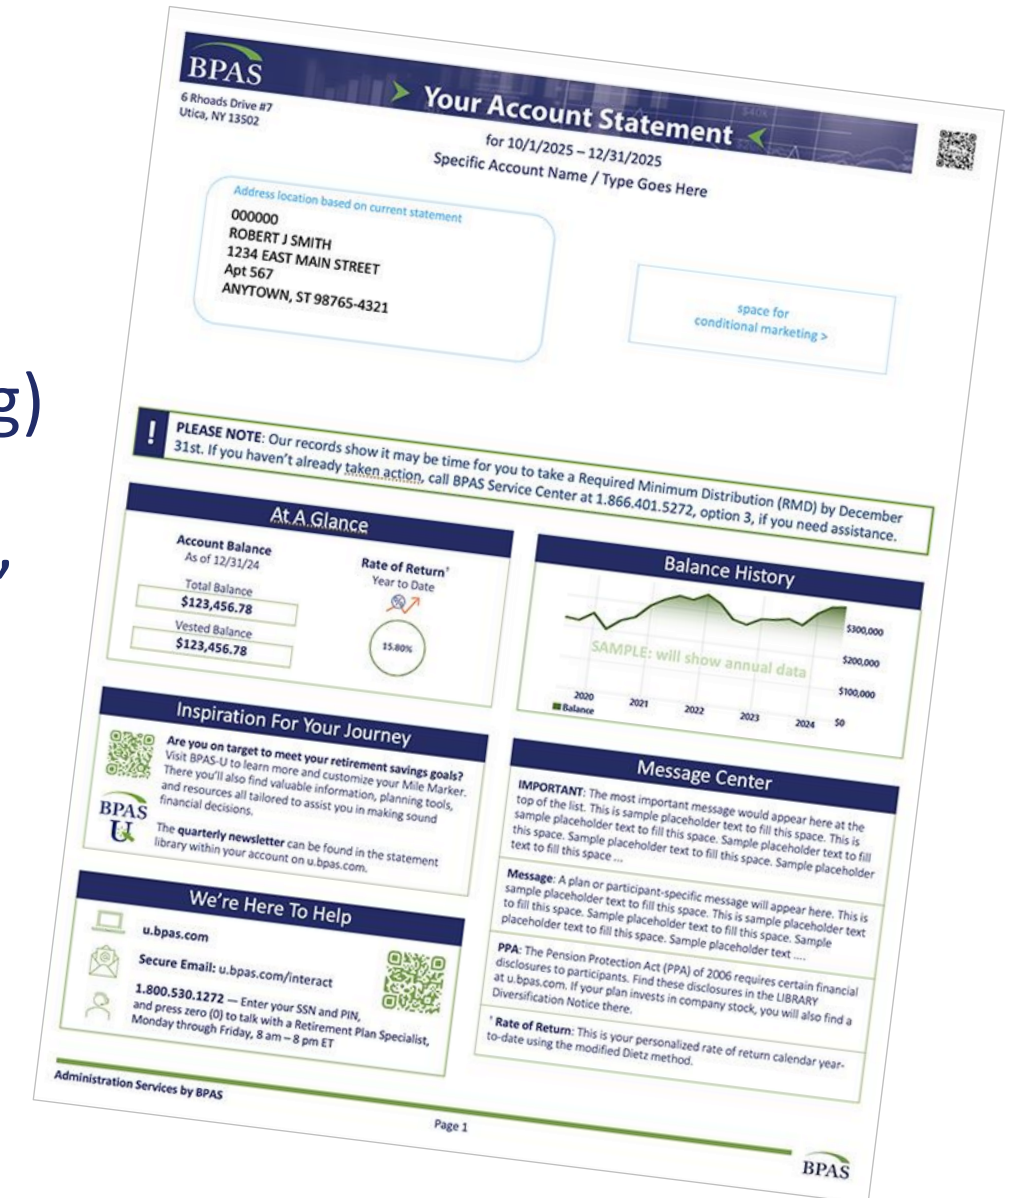 BPAS
6 Rhoads Drive #7
Utica, NY 13502
Your Account Statement
for 10/1/2025 – 12/31/2025
Specific Account Name / Type Goes Here
Address location based on current statement
000000
ROBERT J SMITH
1234 EAST MAIN STREET
Apt 567
ANYTOWN, ST 98765-4321
space for
conditional marketing >
g)
,
! PLEASE NOTE: Our records show it may be time for you to take a Required Minimum Distribution (RMD) by December
31st. If you haven't already taken action, call BPAS Service Center at 1.866.401.5272, option 3, if you need assistance.
At A Glance
Account Balance
As of 12/31/24
Total Balance
$123,456.78
Vested Balance
$123,456.78
Rate of Return†
Year to Date
%
15.80%
Balance History
$300,000
$200,000
$100,000
$0
SAMPLE: will show annual data
2020 2021 2022 2023 2024
Balance
Inspiration For Your Journey
Are you on target to meet your retirement savings goals?
Visit BPAS-U to learn more and customize your Mile Marker.
There you'll also find valuable information, planning tools,
and resources all tailored to assist you in making sound
financial decisions.
BPAS
U
The quarterly newsletter can be found in the statement
library within your account on u.bpas.com.
We're Here To Help
u.bpas.com
Secure Email: u.bpas.com/interact
1.800.530.1272 — Enter your SSN and PIN,
and press zero (0) to talk with a Retirement Plan Specialist,
Monday through Friday, 8 am – 8 pm ET
Message Center
IMPORTANT: The most important message would appear here at the
top of the list. This is sample placeholder text to fill this space. This is
sample placeholder text to fill this space. Sample placeholder text to fill
this space. Sample placeholder text to fill this space. Sample placeholder
text to fill this space ...
Message: A plan or participant-specific message will appear here. This is
sample placeholder text to fill this space. This is sample placeholder text
to fill this space. Sample placeholder text to fill this space. Sample
placeholder text to fill this space. Sample placeholder text ....
PPA: The Pension Protection Act (PPA) of 2006 requires certain financial
disclosures to participants. Find these disclosures in the LIBRARY
at u.bpas.com. If your plan invests in company stock, you will also find a
Diversification Notice there.
† Rate of Return: This is your personalized rate of return calendar year-
to-date using the modified Dietz method.
Administration Services by BPAS
Page 1
BPAS